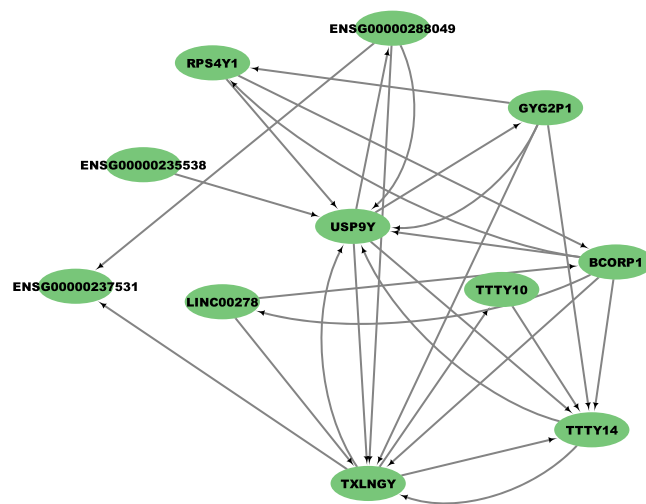 ENSG00000288049
RPS4Y1
GYG2P1
ENSG00000235538
USP9Y
BCORP1
ENSG00000237531
TTTY10
LINC00278
TTTY14
TXLNGY